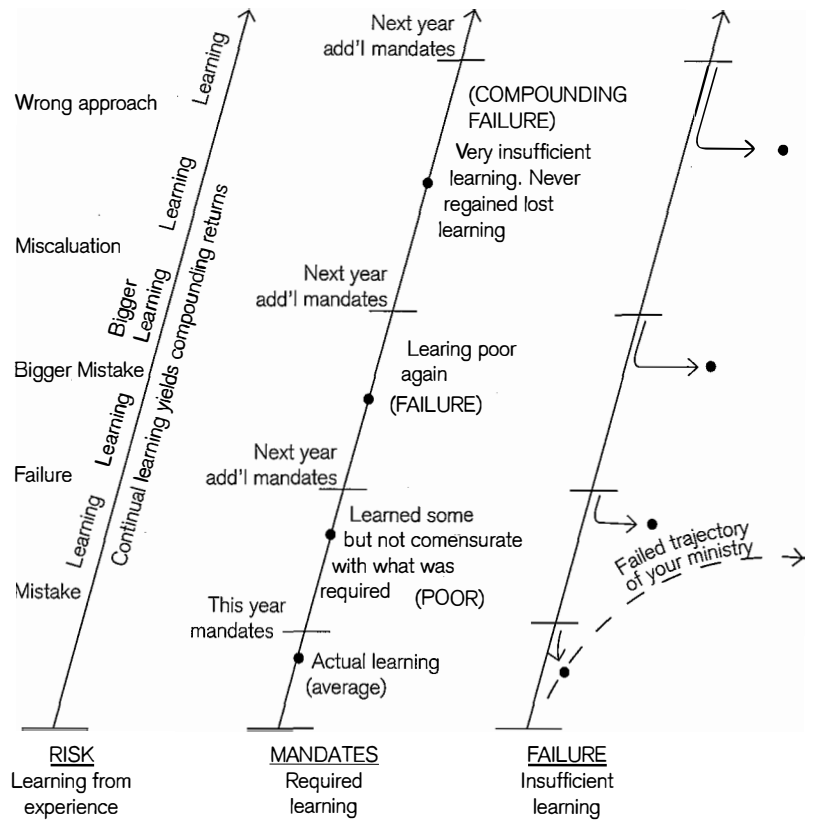 Wrong approach
Miscaluation
Bigger Mistake
Failure
Mistake
Learning
Learning
Bigger
Learning
Learning
Learning
Continual learning yields compounding returns
RISK
Learning from
experience
Next year
add'l mandates
(COMPOUNDING
FAILURE)
Very insufficient
learning. Never
regained lost
learning
Next year
add'l mandates
Learing poor
again
(FAILURE)
Next year
add'l mandates
Learned some
but not comensurate
with what was
required
(POOR)
This year
mandates
Actual learning
(average)
MANDATES
Required
learning
Failed trajectory
of your ministry
FAILURE
Insufficient
learning